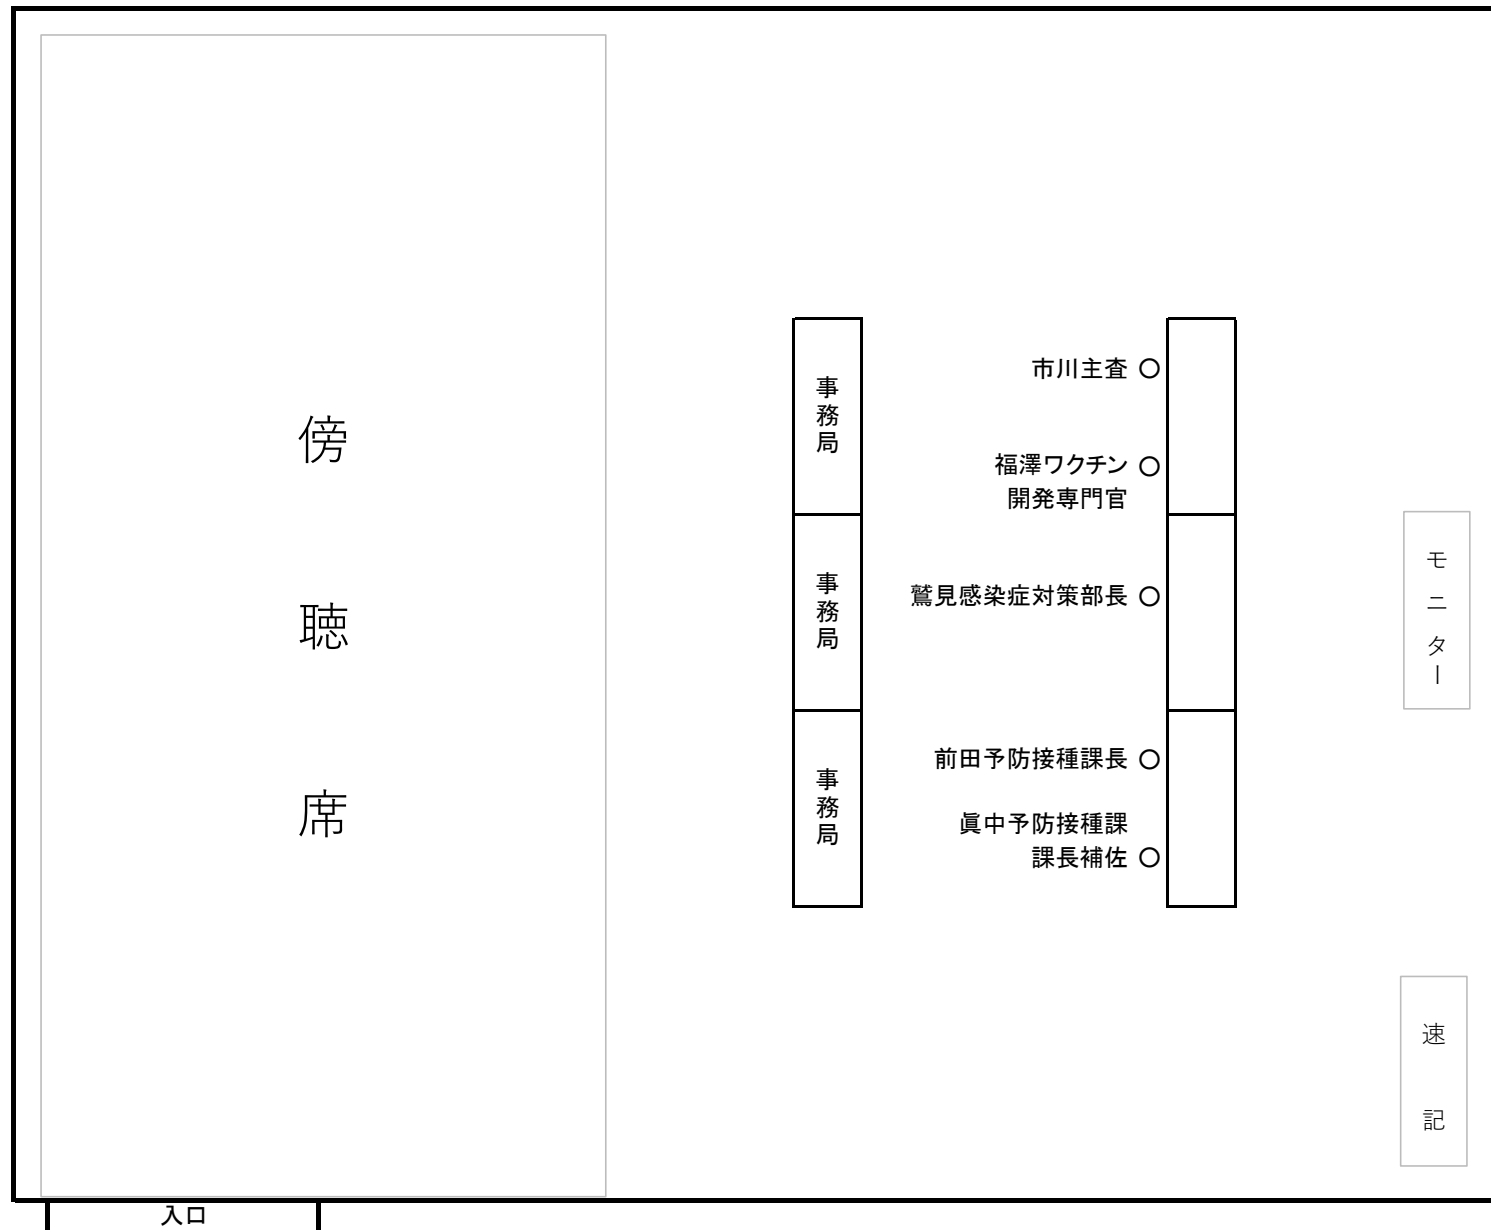 傍聴席
事務局
事務局
事務局
市川主査 ○
福澤ワクチン ○
開発専門官
鷲見感染症対策部長 ○
前田予防接種課長 ○
眞中予防接種課
課長補佐 ○
モニター
速記
入口